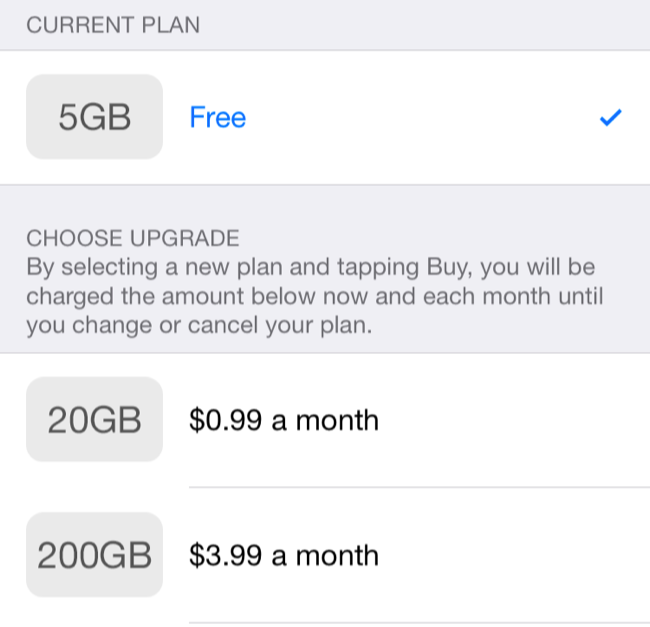 CURRENT PLAN
5GB Free
CHOOSE UPGRADE
By selecting a new plan and tapping Buy, you will be
charged the amount below now and each month until
you change or cancel your plan.
20GB $0.99 a month
200GB $3.99 a month